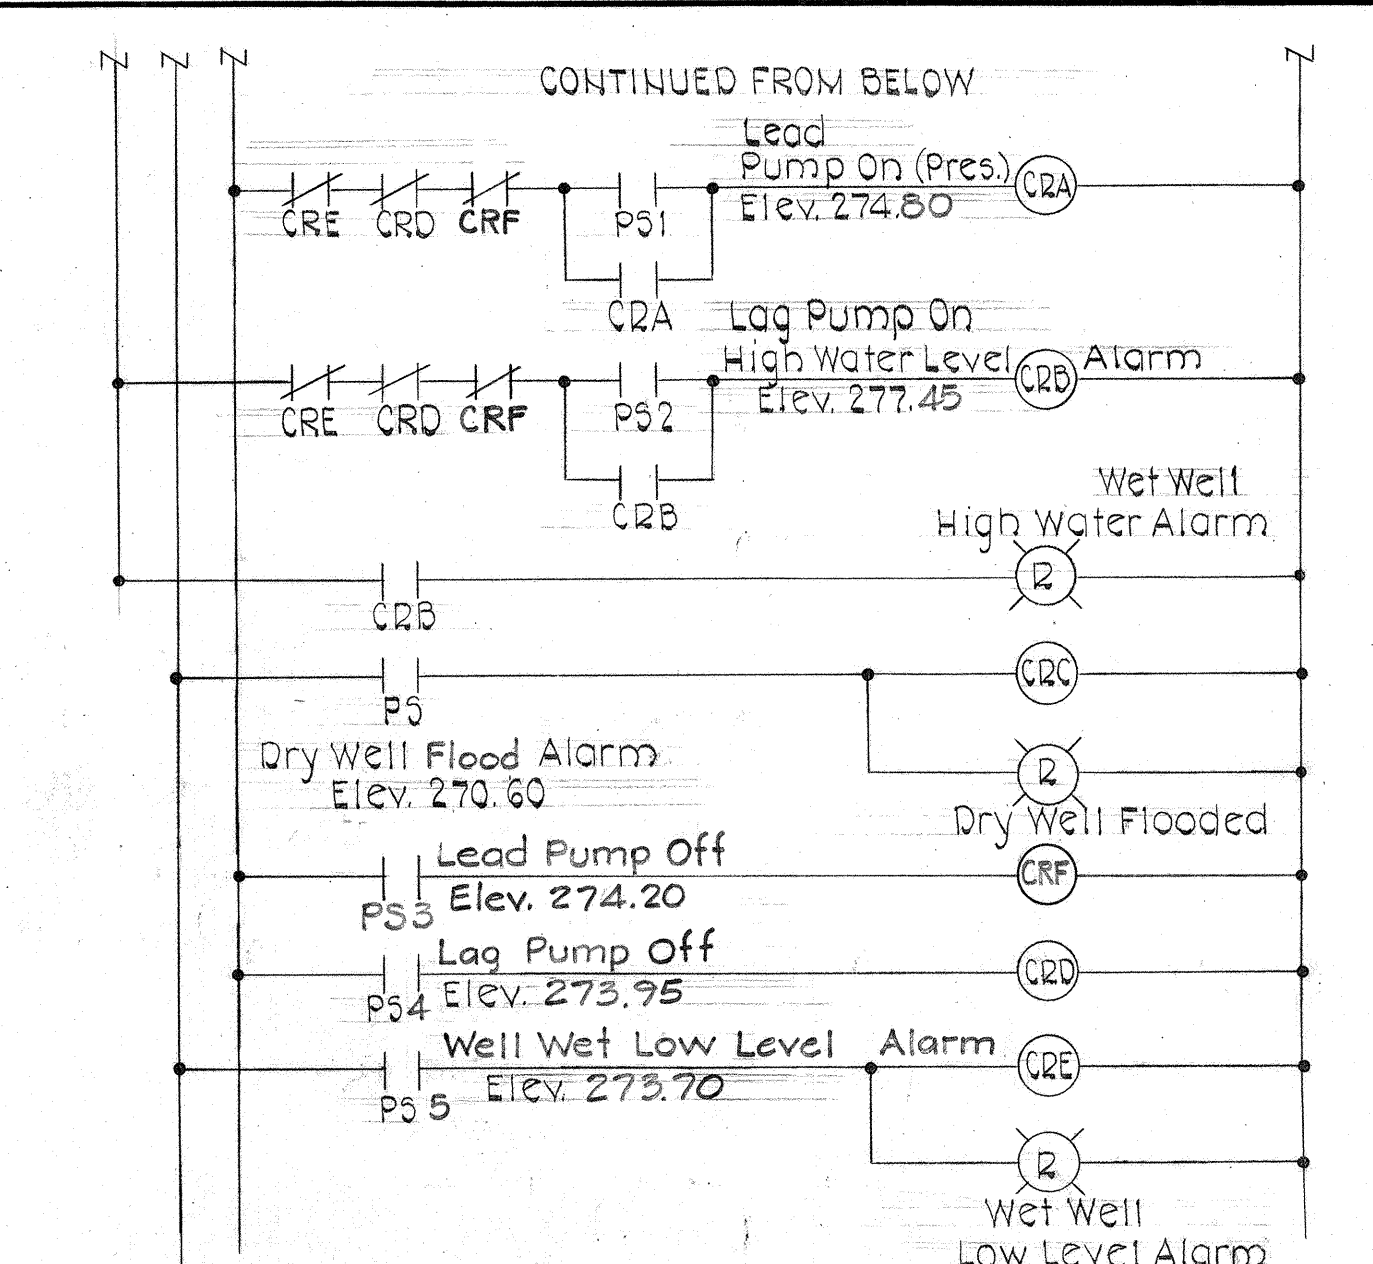 CONTINUED FROM BELOW
Lead
Pump On (Pres.)
CRA
Elev. 274.80
CRE CRD CRF PS1
CRA
Lag Pump On
High Water Level CRB Alarm
Elev. 277.45
CRE CRD CRF PS2
CRB
Wet Well
High Water Alarm
R
CRB
CRC
PS
Dry Well Flood Alarm
R
Elev. 270.60
Dry Well Flooded
Lead Pump Off
CRF
PS3 Elev. 274.20
Lag Pump Off
CRD
PS4 Elev. 273.95
Well Wet Low Level Alarm
CRE
PS5 Elev. 273.70
R
Wet Well
Low Level Alarm